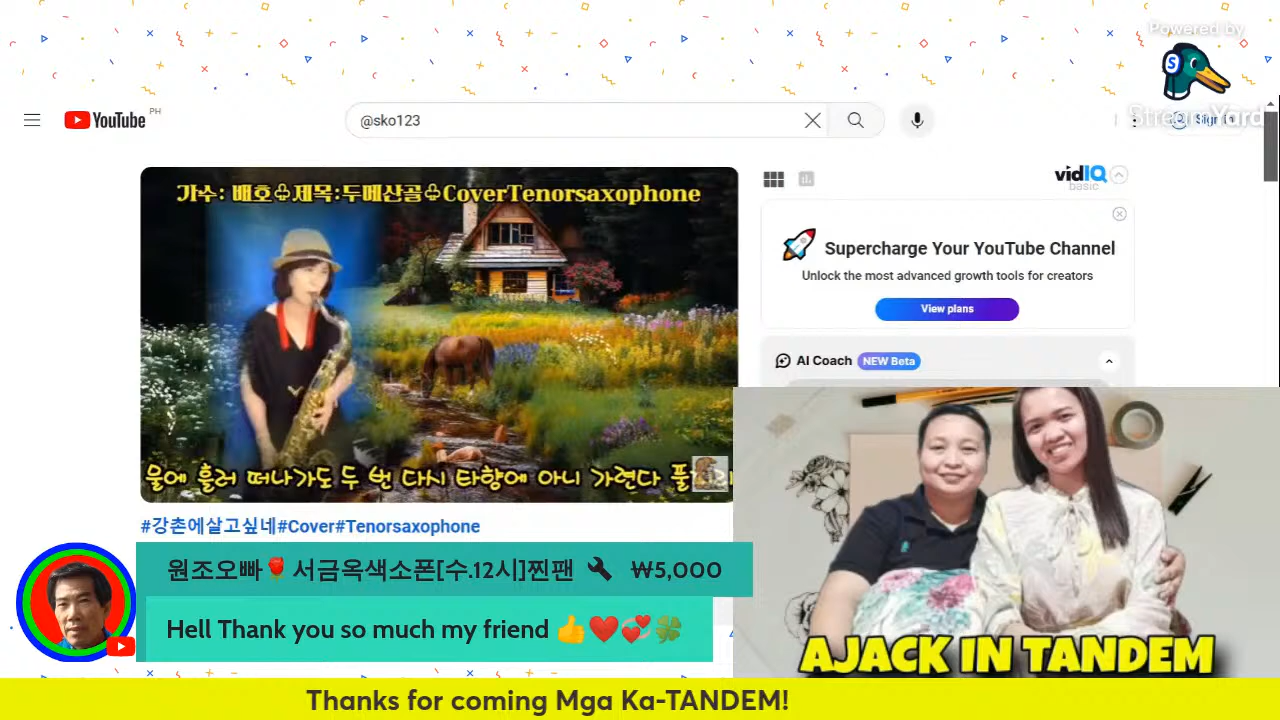 Powered by
StreamYard
YouTube PH
@sko123
Sign in
가수: 배호♧제목:두메산골♧CoverTenorsaxophone
vidIQ
basic
Supercharge Your YouTube Channel
Unlock the most advanced growth tools for creators
View plans
AI Coach NEW Beta
물에 흘러 떠나가도 두 번 다시 타향에 아니 가련다
#강촌에살고싶네#Cover#Tenorsaxophone
원조오빠🌹서금옥색소폰[수.12시]찐팬 🔧 ₩5,000
Hell Thank you so much my friend 👍❤️💞🍀
AJACK IN TANDEM
Thanks for coming Mga Ka-TANDEM!